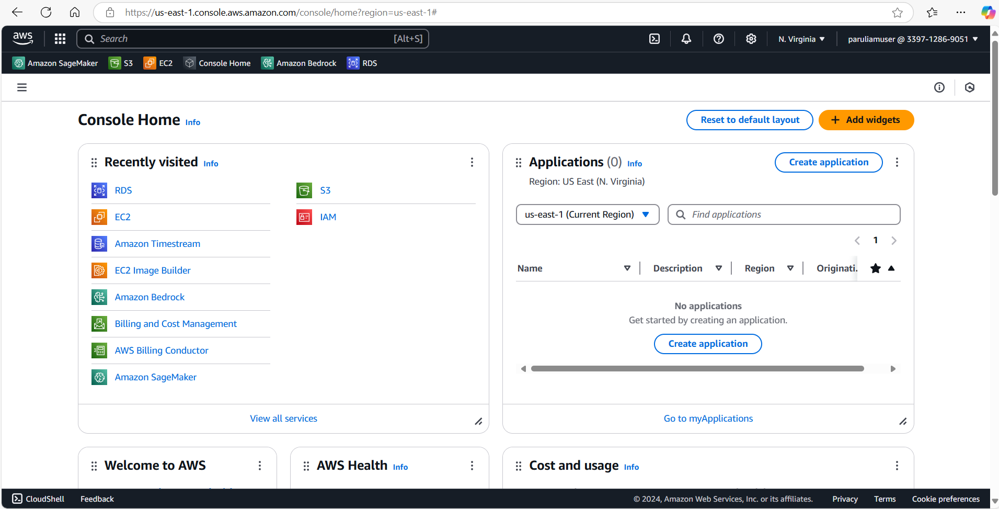 https://us-east-1.console.aws.amazon.com/console/home?region=us-east-1#
aws
Search
[Alt+S]
N. Virginia
paruliamuser @ 3397-1286-9051
Amazon SageMaker
S3
EC2
Console Home
Amazon Bedrock
RDS
Console Home Info
Reset to default layout
+ Add widgets
Recently visited Info
RDS
EC2
Amazon Timestream
EC2 Image Builder
Amazon Bedrock
Billing and Cost Management
AWS Billing Conductor
Amazon SageMaker
S3
IAM
View all services
Applications (0) Info
Create application
Region: US East (N. Virginia)
us-east-1 (Current Region)
Find applications
1
Name
Description
Region
Originati.
No applications
Get started by creating an application.
Create application
Go to myApplications
Welcome to AWS
AWS Health Info
Cost and usage Info
CloudShell
Feedback
© 2024, Amazon Web Services, Inc. or its affiliates.
Privacy
Terms
Cookie preferences